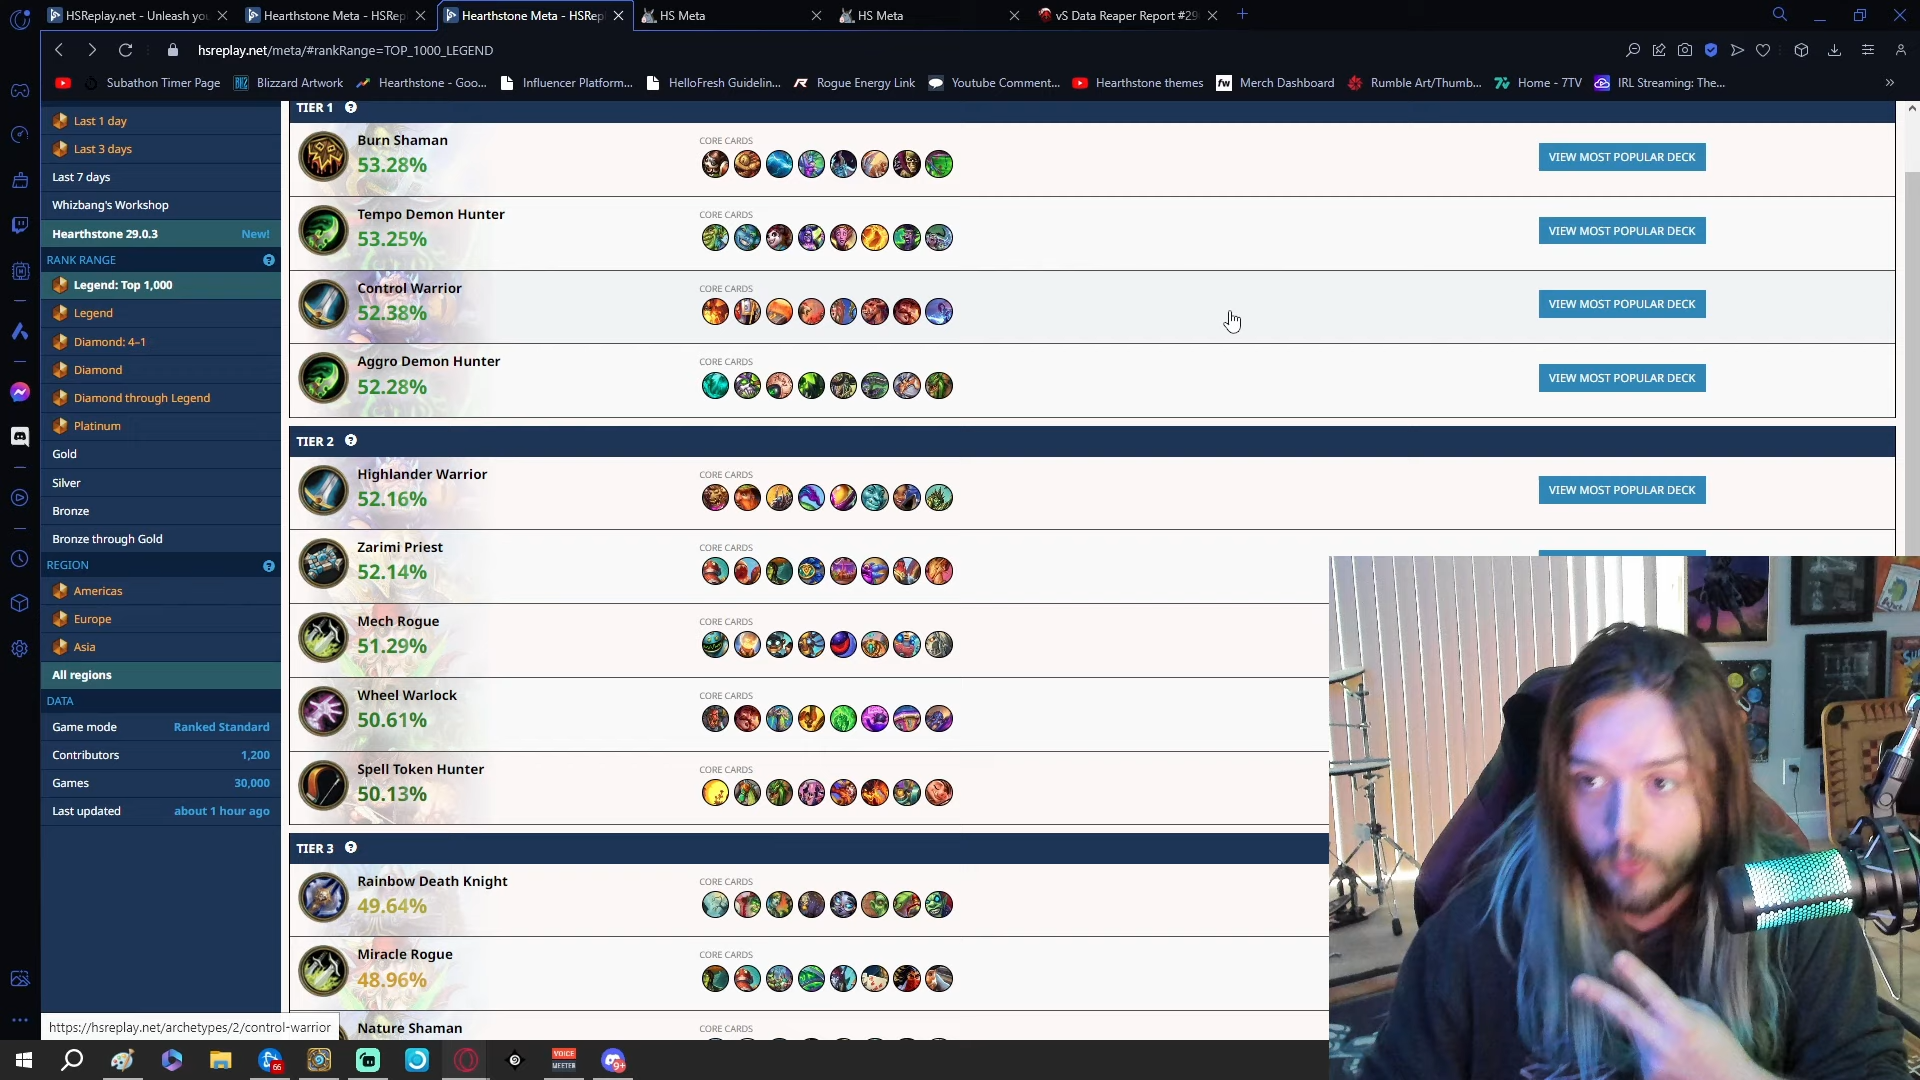 HSReplay.net - Unleash yo
Hearthstone Meta - HSRepl
Hearthstone Meta - HSRepl
HS Meta
HS Meta
vS Data Reaper Report #29
hsreplay.net/meta/#rankRange=TOP_1000_LEGEND
Subathon Timer Page
Blizzard Artwork
Hearthstone - Goo...
Influencer Platform...
HelloFresh Guidelin...
Rogue Energy Link
Youtube Comment...
Hearthstone themes
fw Merch Dashboard
Rumble Art/Thumb...
Home - 7TV
IRL Streaming: The...
Last 1 day
Last 3 days
Last 7 days
Whizbang's Workshop
Hearthstone 29.0.3 New!
RANK RANGE
Legend: Top 1,000
Legend
Diamond: 4–1
Diamond
Diamond through Legend
Platinum
Gold
Silver
Bronze
Bronze through Gold
REGION
Americas
Europe
Asia
All regions
DATA
Game mode Ranked Standard
Contributors 1,200
Games 30,000
Last updated about 1 hour ago
TIER 1
Burn Shaman
53.28%
CORE CARDS
VIEW MOST POPULAR DECK
Tempo Demon Hunter
53.25%
CORE CARDS
VIEW MOST POPULAR DECK
Control Warrior
52.38%
CORE CARDS
VIEW MOST POPULAR DECK
Aggro Demon Hunter
52.28%
CORE CARDS
VIEW MOST POPULAR DECK
TIER 2
Highlander Warrior
52.16%
CORE CARDS
VIEW MOST POPULAR DECK
Zarimi Priest
52.14%
CORE CARDS
Mech Rogue
51.29%
CORE CARDS
Wheel Warlock
50.61%
CORE CARDS
Spell Token Hunter
50.13%
CORE CARDS
TIER 3
Rainbow Death Knight
49.64%
CORE CARDS
Miracle Rogue
48.96%
CORE CARDS
Nature Shaman
CORE CARDS
https://hsreplay.net/archetypes/2/control-warrior
66
VOICE
MEETER
9+